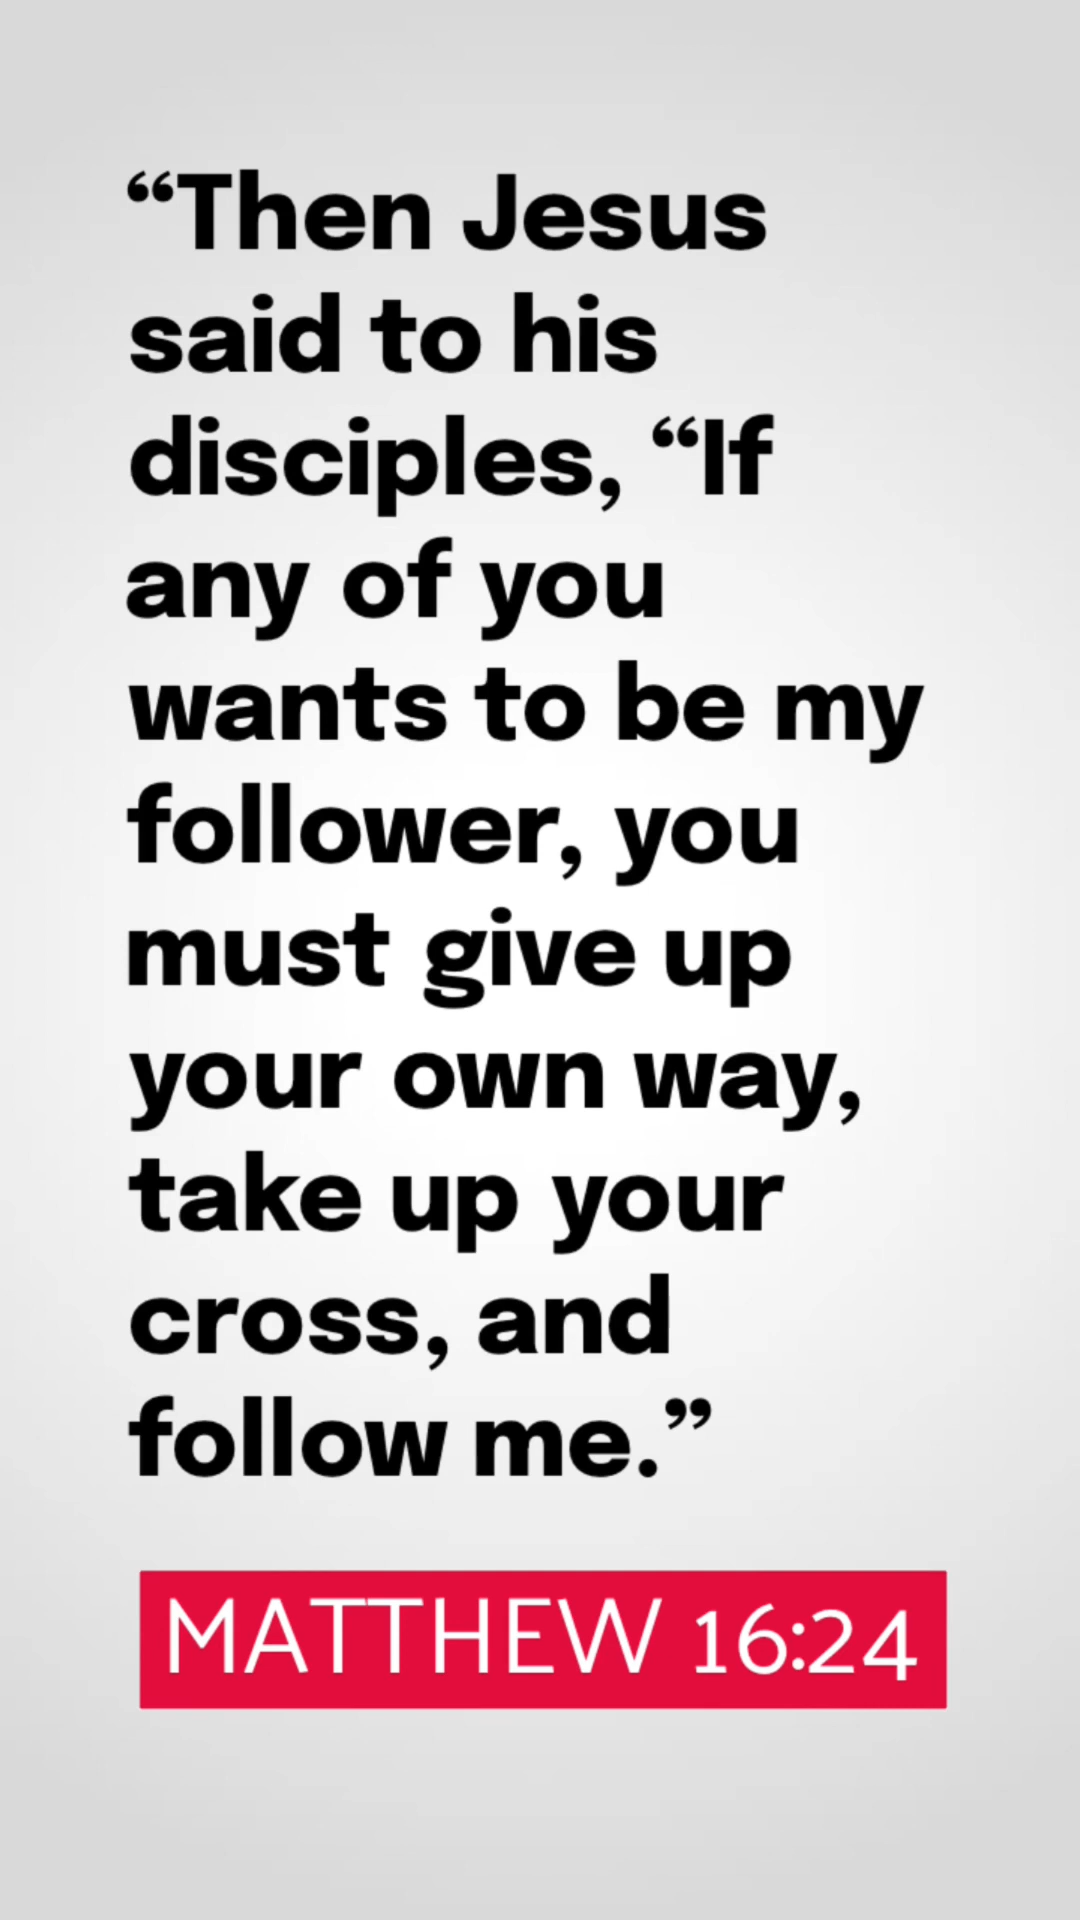 “Then Jesus
said to his
disciples, “If
any of you
wants to be my
follower, you
must give up
your own way,
take up your
cross, and
follow me.”
MATTHEW 16:24